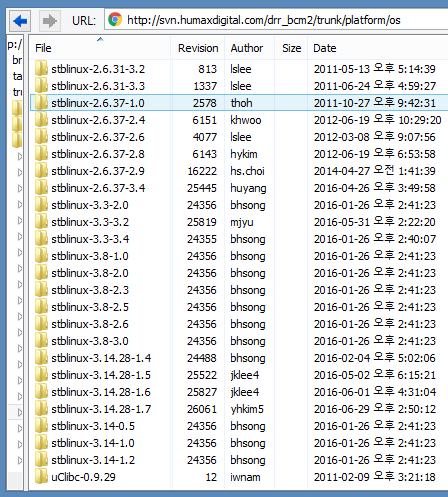 URL: http://svn.humaxdigital.com/drr_bcm2/trunk/platform/os
p:/
br
ta
tru
File Revision Author Size Date
stblinux-2.6.31-3.2 813 lslee 2011-05-13 오후 5:14:39
stblinux-2.6.31-3.3 1337 lslee 2011-06-24 오후 4:59:27
stblinux-2.6.37-1.0 2578 thoh 2011-10-27 오후 9:42:31
stblinux-2.6.37-2.4 6151 khwoo 2012-06-19 오후 10:29:20
stblinux-2.6.37-2.6 4077 lslee 2012-03-08 오후 9:07:56
stblinux-2.6.37-2.8 6143 hykim 2012-06-19 오후 6:53:58
stblinux-2.6.37-2.9 16222 hs.choi 2014-04-27 오전 1:41:39
stblinux-2.6.37-3.4 25445 huyang 2016-04-26 오후 3:49:58
stblinux-3.3-2.0 24356 bhsong 2016-01-26 오후 2:41:23
stblinux-3.3-3.2 25819 mjyu 2016-05-31 오후 2:22:20
stblinux-3.3-3.4 24355 bhsong 2016-01-26 오후 2:40:07
stblinux-3.8-1.0 24356 bhsong 2016-01-26 오후 2:41:23
stblinux-3.8-2.0 24356 bhsong 2016-01-26 오후 2:41:23
stblinux-3.8-2.3 24356 bhsong 2016-01-26 오후 2:41:23
stblinux-3.8-2.5 24356 bhsong 2016-01-26 오후 2:41:23
stblinux-3.8-2.6 24356 bhsong 2016-01-26 오후 2:41:23
stblinux-3.8-3.0 24356 bhsong 2016-01-26 오후 2:41:23
stblinux-3.14.28-1.4 24488 bhsong 2016-02-04 오후 5:02:06
stblinux-3.14.28-1.5 25522 jklee4 2016-05-02 오후 6:15:21
stblinux-3.14.28-1.6 25827 jklee4 2016-06-01 오후 4:31:04
stblinux-3.14.28-1.7 26061 yhkim5 2016-06-29 오후 2:50:12
stblinux-3.14-0.5 24356 bhsong 2016-01-26 오후 2:41:23
stblinux-3.14-1.0 24356 bhsong 2016-01-26 오후 2:41:23
stblinux-3.14-1.2 24356 bhsong 2016-01-26 오후 2:41:23
uClibc-0.9.29 12 iwnam 2011-02-09 오후 3:21:18